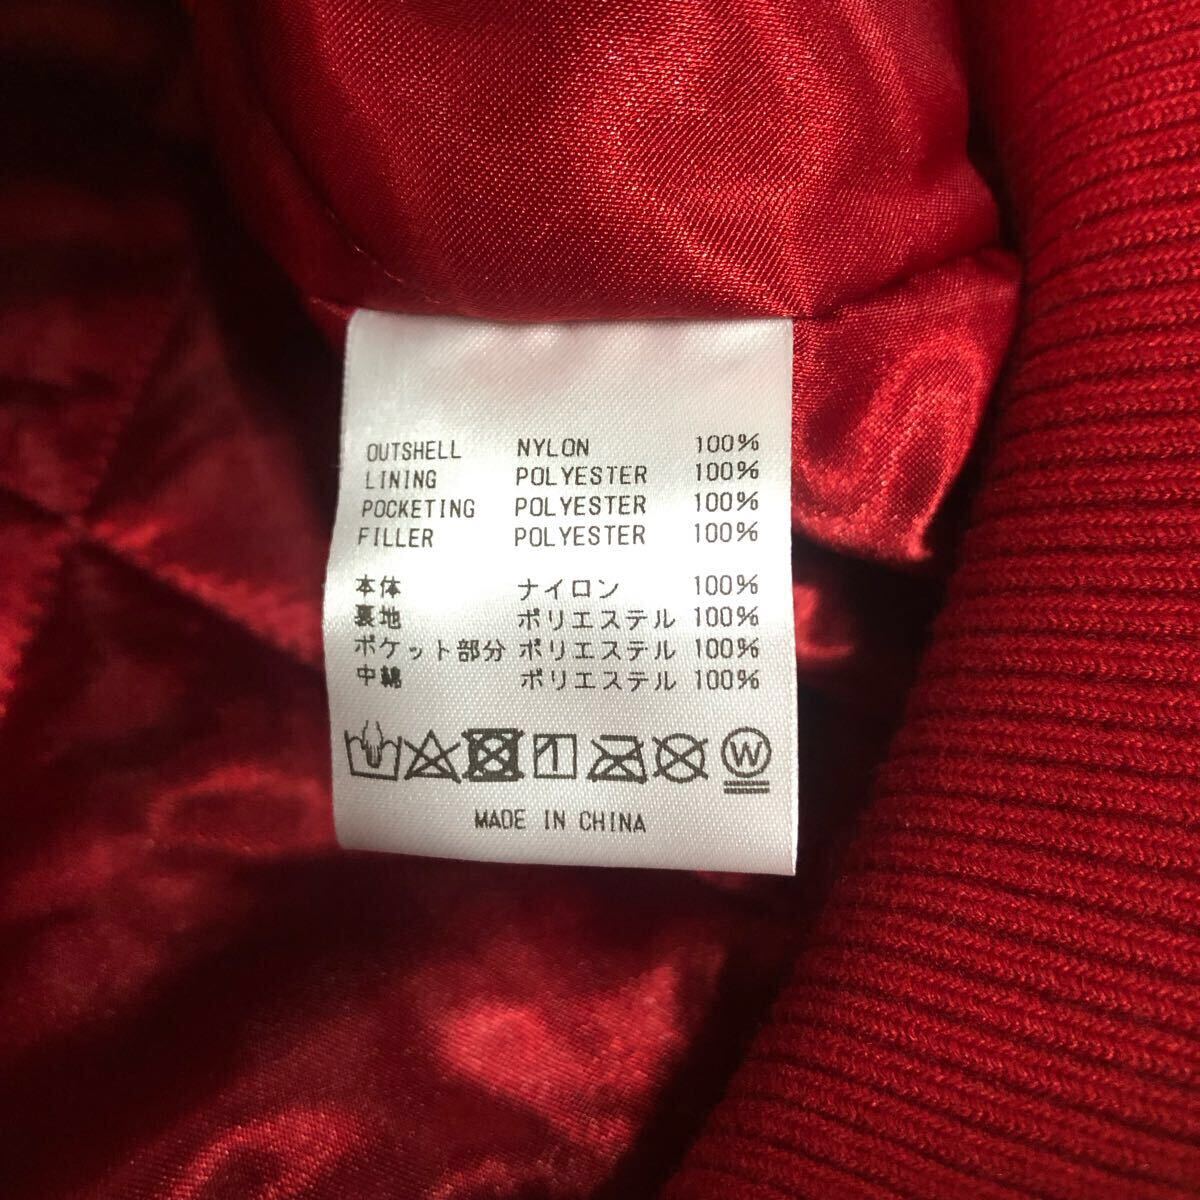 OUTSHELL NYLON 100%
LINING POLYESTER 100%
POCKETING POLYESTER 100%
FILLER POLYESTER 100%
本体 ナイロン 100%
裏地 ポリエステル 100%
ポケット部分 ポリエステル 100%
中綿 ポリエステル 100%
W
MADE IN CHINA